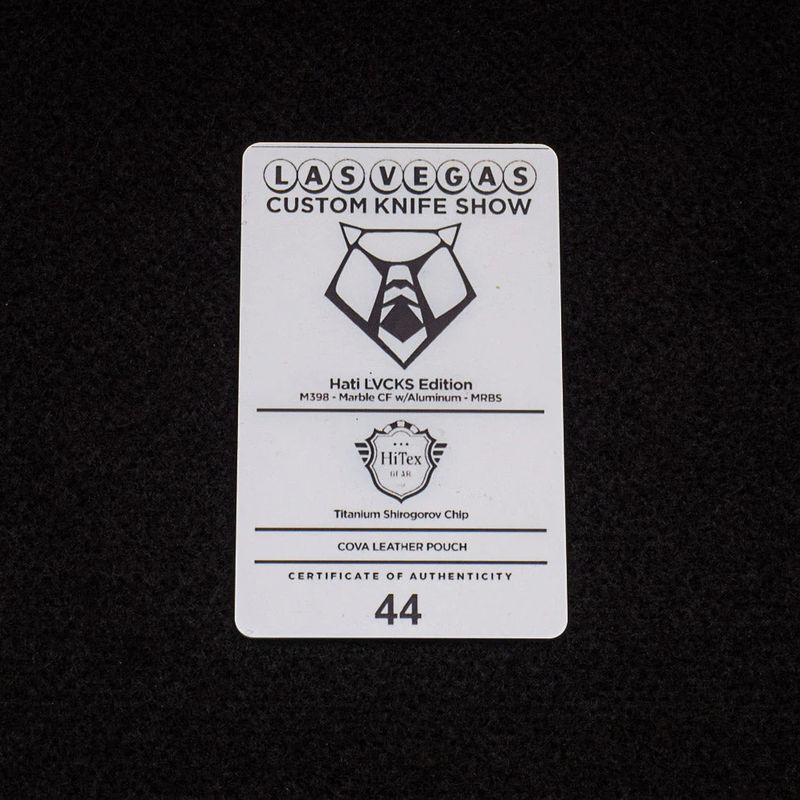 LAS VEGAS
CUSTOM KNIFE SHOW
Hati LVCKS Edition
M398 - Marble CF w/Aluminum - MRBS
HiTex
GEAR
Titanium Shirogorov Chip
COVA LEATHER POUCH
CERTIFICATE OF AUTHENTICITY
44